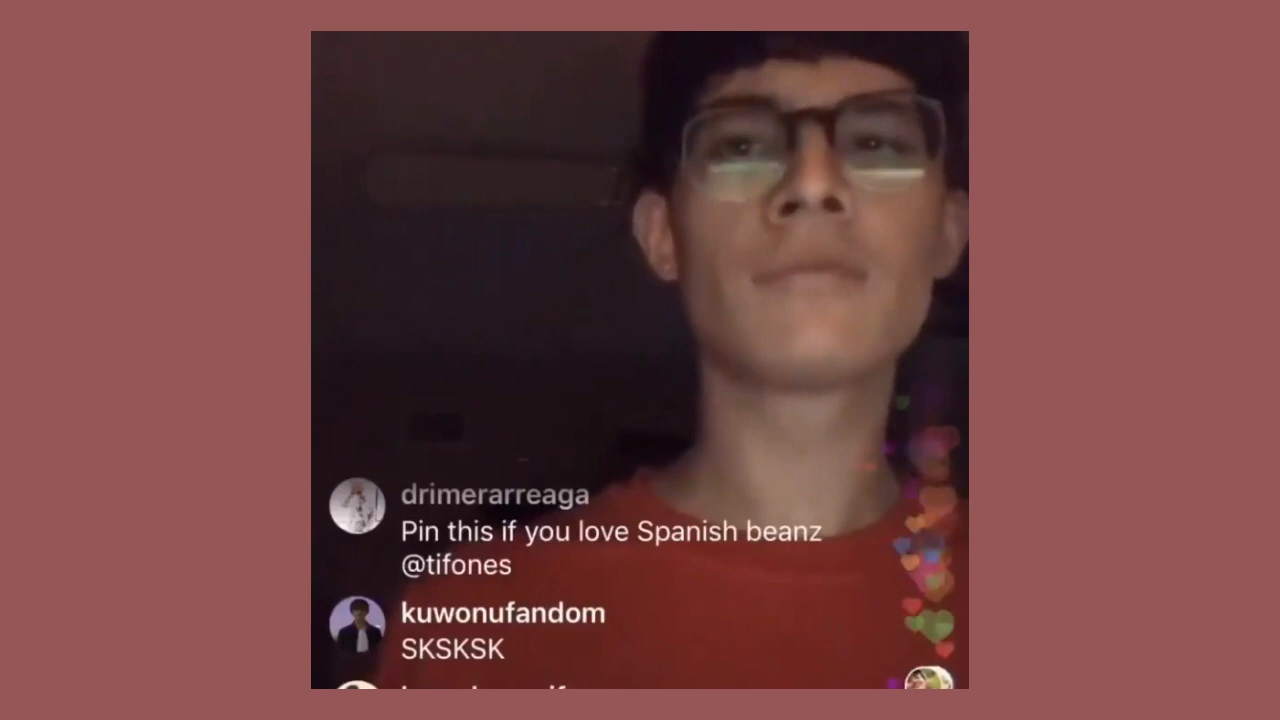 drimerarreaga
Pin this if you love Spanish beanz
@tifones
kuwonufandom
SKSKSK